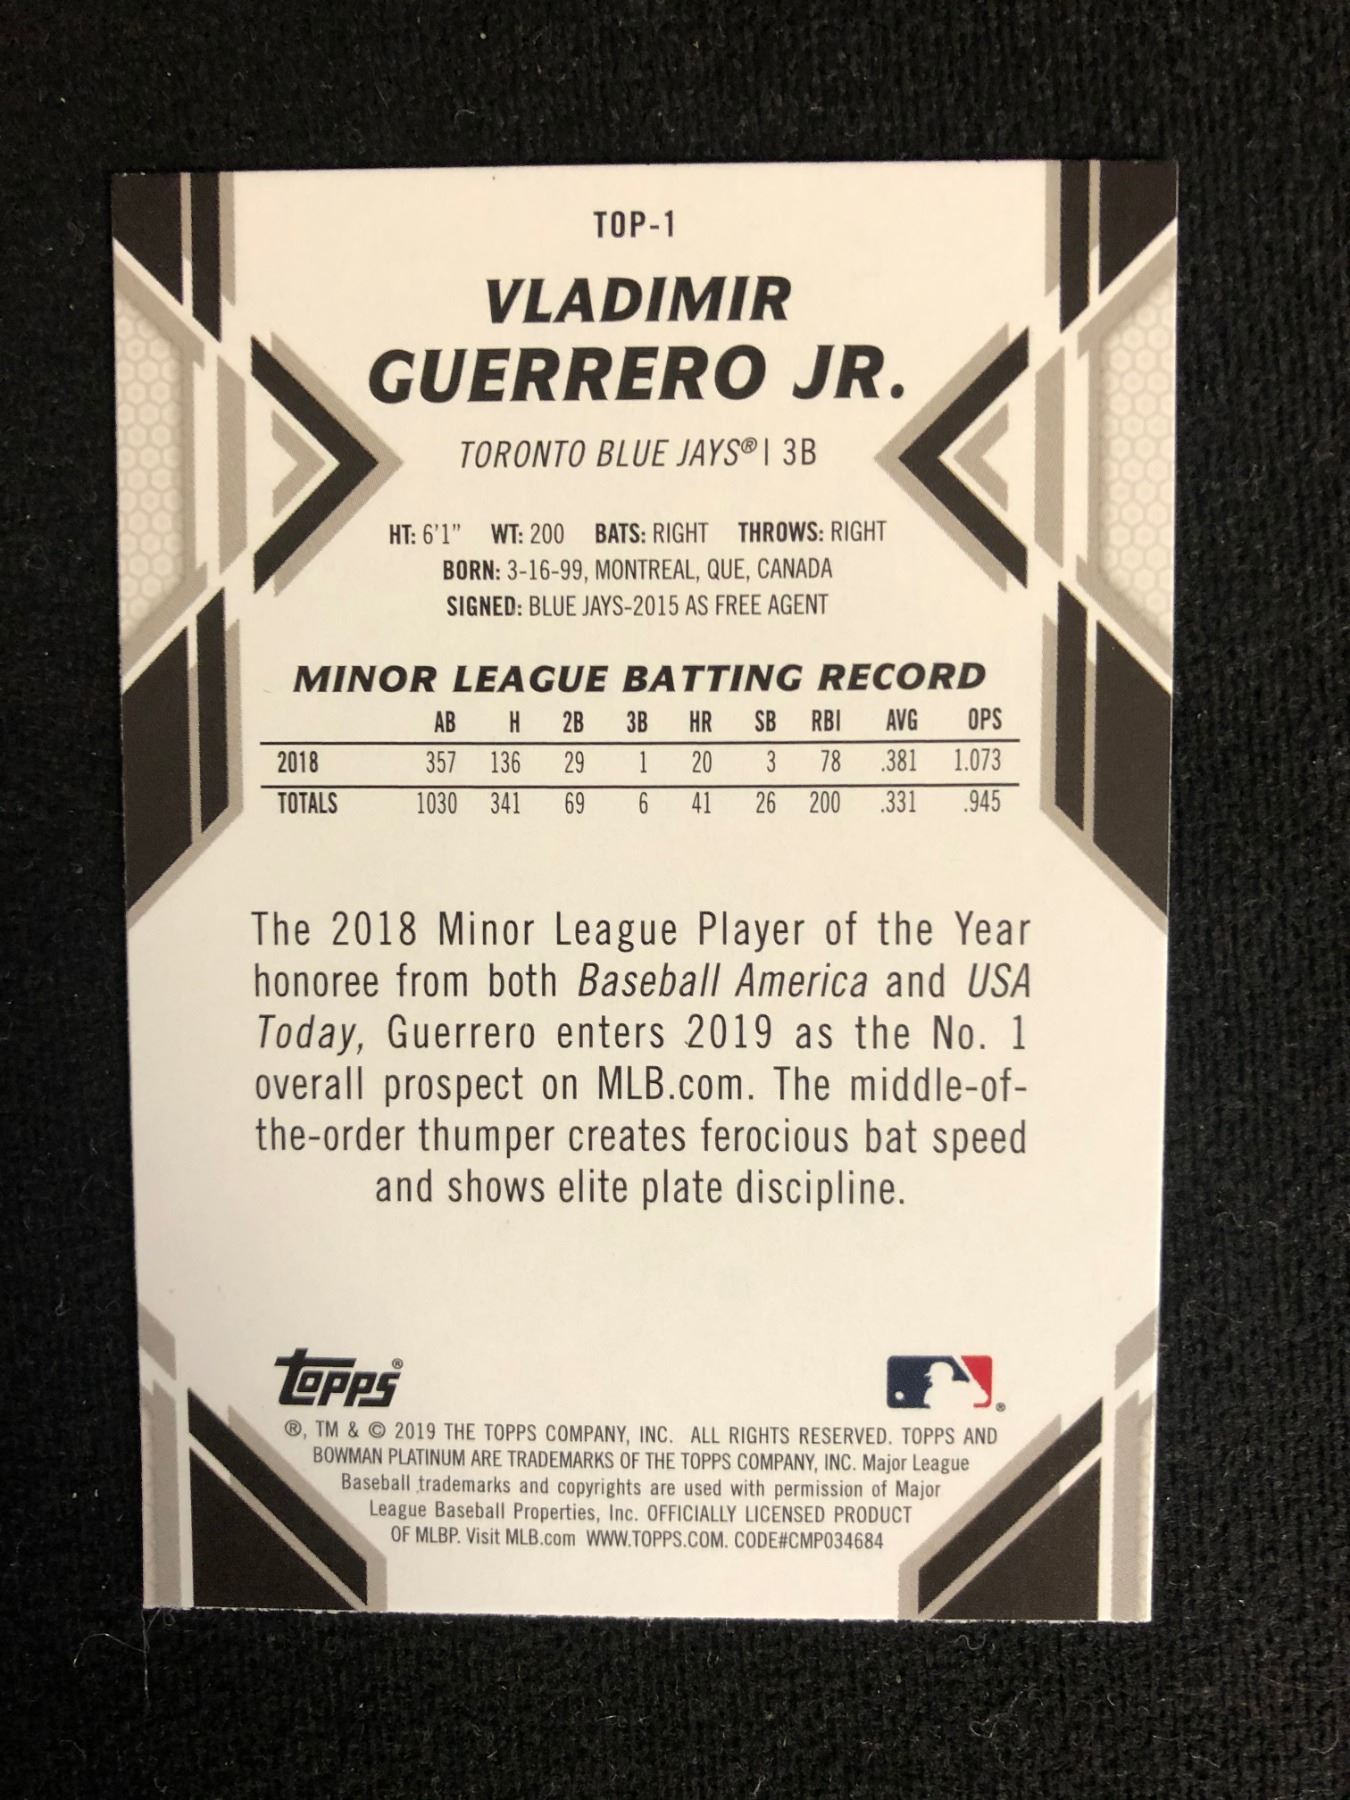 TOP-1
VLADIMIR
GUERRERO JR.
TORONTO BLUE JAYS® | 3B
HT: 6'1" WT: 200 BATS: RIGHT THROWS: RIGHT
BORN: 3-16-99, MONTREAL, QUE, CANADA
SIGNED: BLUE JAYS-2015 AS FREE AGENT
MINOR LEAGUE BATTING RECORD
AB H 2B 3B HR SB RBI AVG OPS
2018 357 136 29 1 20 3 78 .381 1.073
TOTALS 1030 341 69 6 41 26 200 .331 .945
The 2018 Minor League Player of the Year
honoree from both Baseball America and USA
Today, Guerrero enters 2019 as the No. 1
overall prospect on MLB.com. The middle-of-
the-order thumper creates ferocious bat speed
and shows elite plate discipline.
topps®
®
®, TM & © 2019 THE TOPPS COMPANY, INC. ALL RIGHTS RESERVED. TOPPS AND
BOWMAN PLATINUM ARE TRADEMARKS OF THE TOPPS COMPANY, INC. Major League
Baseball trademarks and copyrights are used with permission of Major
League Baseball Properties, Inc. OFFICIALLY LICENSED PRODUCT
OF MLBP. Visit MLB.com WWW.TOPPS.COM. CODE#CMP034684